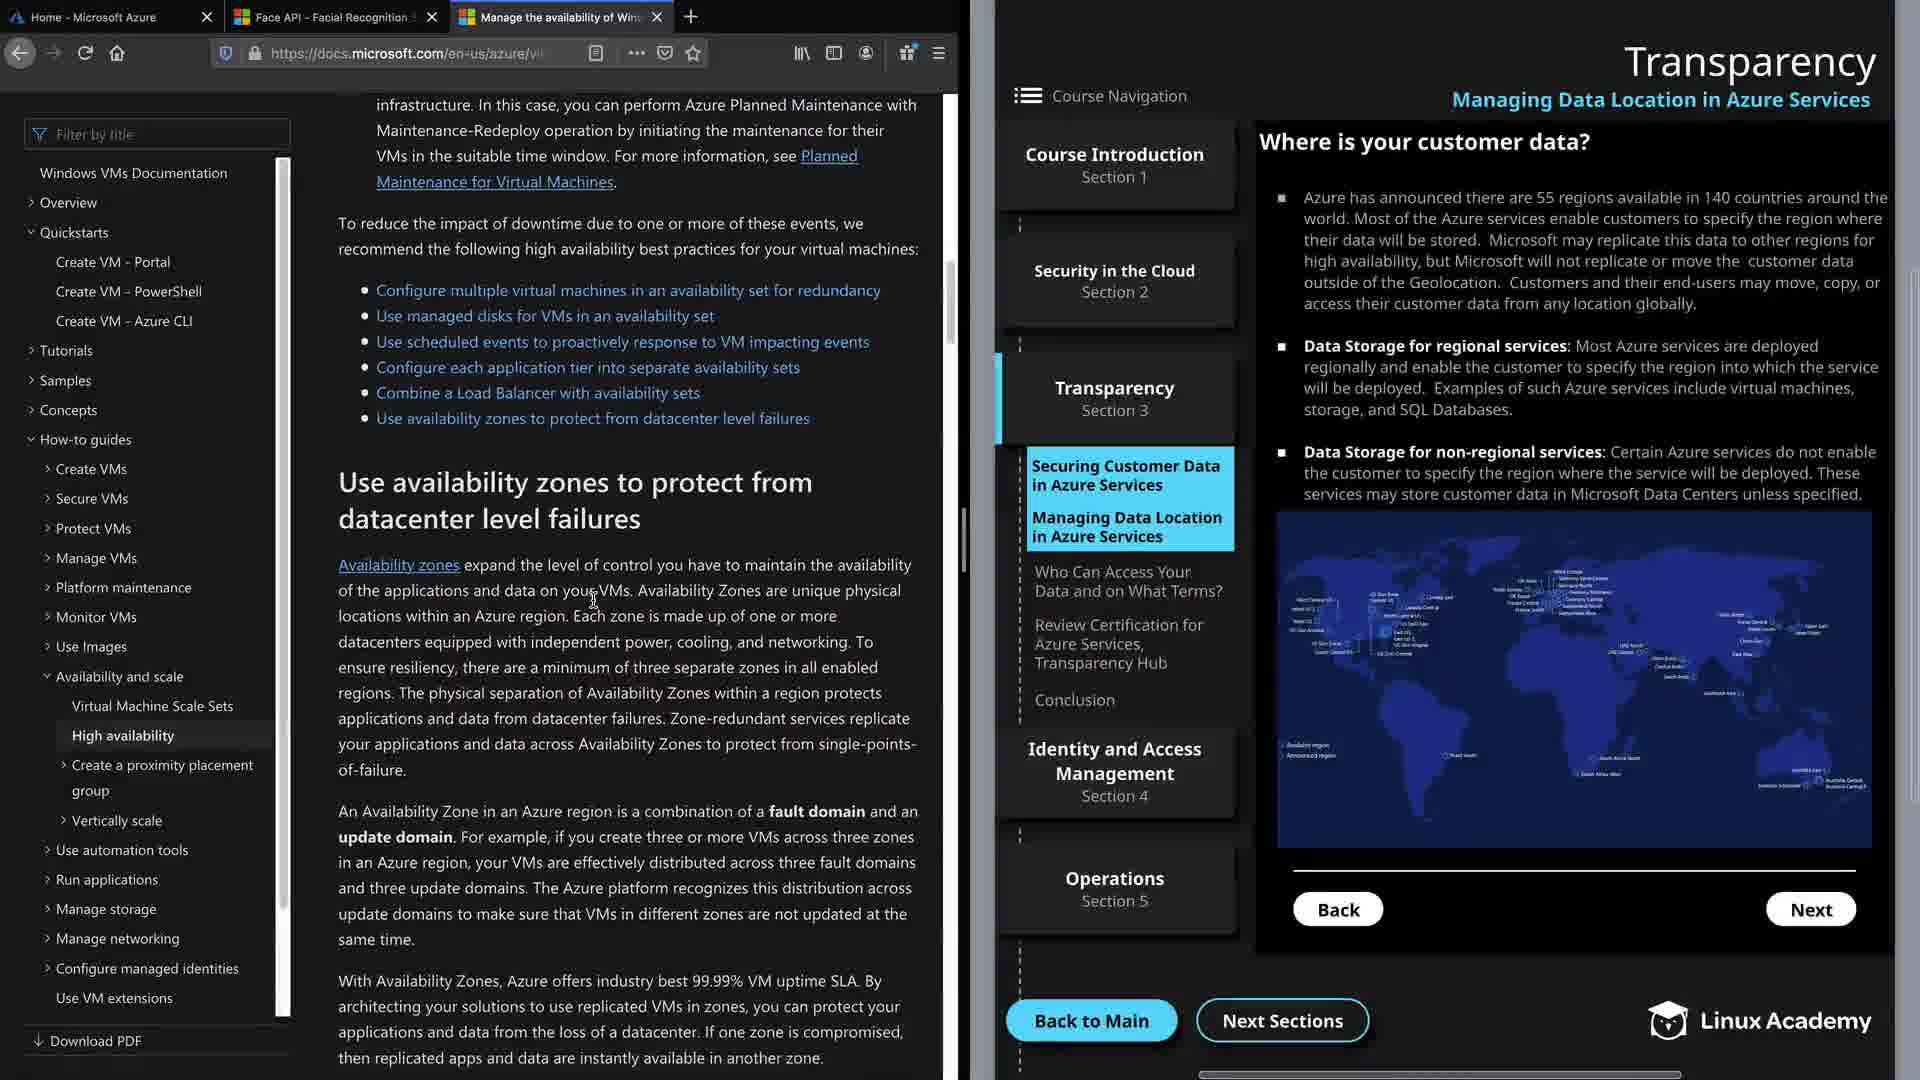 Home - Microsoft Azure
Face API - Facial Recognition S
Manage the availability of Win
https://docs.microsoft.com/en-us/azure/vi
Filter by title
Windows VMs Documentation
Overview
Quickstarts
Create VM - Portal
Create VM - PowerShell
Create VM - Azure CLI
Tutorials
Samples
Concepts
How-to guides
Create VMs
Secure VMs
Protect VMs
Manage VMs
Platform maintenance
Monitor VMs
Use Images
Availability and scale
Virtual Machine Scale Sets
High availability
Create a proximity placement
group
Vertically scale
Use automation tools
Run applications
Manage storage
Manage networking
Configure managed identities
Use VM extensions
Download PDF
infrastructure. In this case, you can perform Azure Planned Maintenance with
Maintenance-Redeploy operation by initiating the maintenance for their
VMs in the suitable time window. For more information, see Planned
Maintenance for Virtual Machines.
To reduce the impact of downtime due to one or more of these events, we
recommend the following high availability best practices for your virtual machines:
Configure multiple virtual machines in an availability set for redundancy
Use managed disks for VMs in an availability set
Use scheduled events to proactively response to VM impacting events
Configure each application tier into separate availability sets
Combine a Load Balancer with availability sets
Use availability zones to protect from datacenter level failures
Use availability zones to protect from
datacenter level failures
Availability zones expand the level of control you have to maintain the availability
of the applications and data on your VMs. Availability Zones are unique physical
locations within an Azure region. Each zone is made up of one or more
datacenters equipped with independent power, cooling, and networking. To
ensure resiliency, there are a minimum of three separate zones in all enabled
regions. The physical separation of Availability Zones within a region protects
applications and data from datacenter failures. Zone-redundant services replicate
your applications and data across Availability Zones to protect from single-points-
of-failure.
An Availability Zone in an Azure region is a combination of a fault domain and an
update domain. For example, if you create three or more VMs across three zones
in an Azure region, your VMs are effectively distributed across three fault domains
and three update domains. The Azure platform recognizes this distribution across
update domains to make sure that VMs in different zones are not updated at the
same time.
With Availability Zones, Azure offers industry best 99.99% VM uptime SLA. By
architecting your solutions to use replicated VMs in zones, you can protect your
applications and data from the loss of a datacenter. If one zone is compromised,
then replicated apps and data are instantly available in another zone.
Transparency
Managing Data Location in Azure Services
Course Navigation
Course Introduction
Section 1
Security in the Cloud
Section 2
Transparency
Section 3
Securing Customer Data
in Azure Services
Managing Data Location
in Azure Services
Who Can Access Your
Data and on What Terms?
Review Certification for
Azure Services,
Transparency Hub
Conclusion
Identity and Access
Management
Section 4
Operations
Section 5
Where is your customer data?
Azure has announced there are 55 regions available in 140 countries around the
world. Most of the Azure services enable customers to specify the region where
their data will be stored. Microsoft may replicate this data to other regions for
high availability, but Microsoft will not replicate or move the customer data
outside of the Geolocation. Customers and their end-users may move, copy, or
access their customer data from any location globally.
Data Storage for regional services: Most Azure services are deployed
regionally and enable the customer to specify the region into which the service
will be deployed. Examples of such Azure services include virtual machines,
storage, and SQL Databases.
Data Storage for non-regional services: Certain Azure services do not enable
the customer to specify the region where the service will be deployed. These
services may store customer data in Microsoft Data Centers unless specified.
Available region
Announced region
Back
Next
Back to Main
Next Sections
Linux Academy